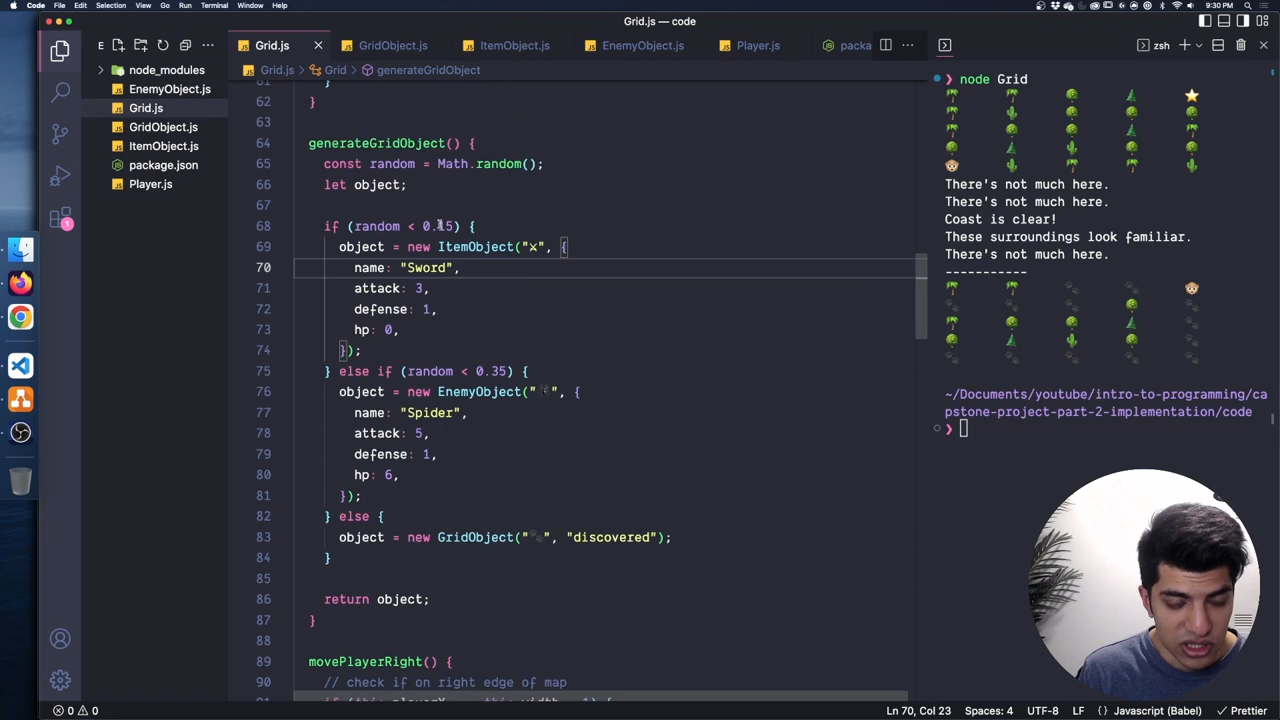 Code File Edit Selection View Go Run Terminal Window Help 9:30 PM
Grid.js — code
E
Grid.js GridObject.js ItemObject.js EnemyObject.js Player.js packa
zsh
node_modules
EnemyObject.js
Grid.js
GridObject.js
ItemObject.js
package.json
Player.js
Grid.js > Grid > generateGridObject
61 }
62 }
63
64 generateGridObject() {
65 const random = Math.random();
66 let object;
67
68 if (random < 0.15) {
69 object = new ItemObject("⚔", {
70 name: "Sword",
71 attack: 3,
72 defense: 1,
73 hp: 0,
74 });
75 } else if (random < 0.35) {
76 object = new EnemyObject("🕷", {
77 name: "Spider",
78 attack: 5,
79 defense: 1,
80 hp: 6,
81 });
82 } else {
83 object = new GridObject("🐾", "discovered");
84 }
85
86 return object;
87 }
88
89 movePlayerRight() {
90 // check if on right edge of map
❯ node Grid
There's not much here.
There's not much here.
Coast is clear!
These surroundings look familiar.
There's not much here.
-----------
~/Documents/youtube/intro-to-programming/ca
pstone-project-part-2-implementation/code
❯
1
0 0
Ln 70, Col 23 Spaces: 4 UTF-8 LF {} Javascript (Babel) Prettier